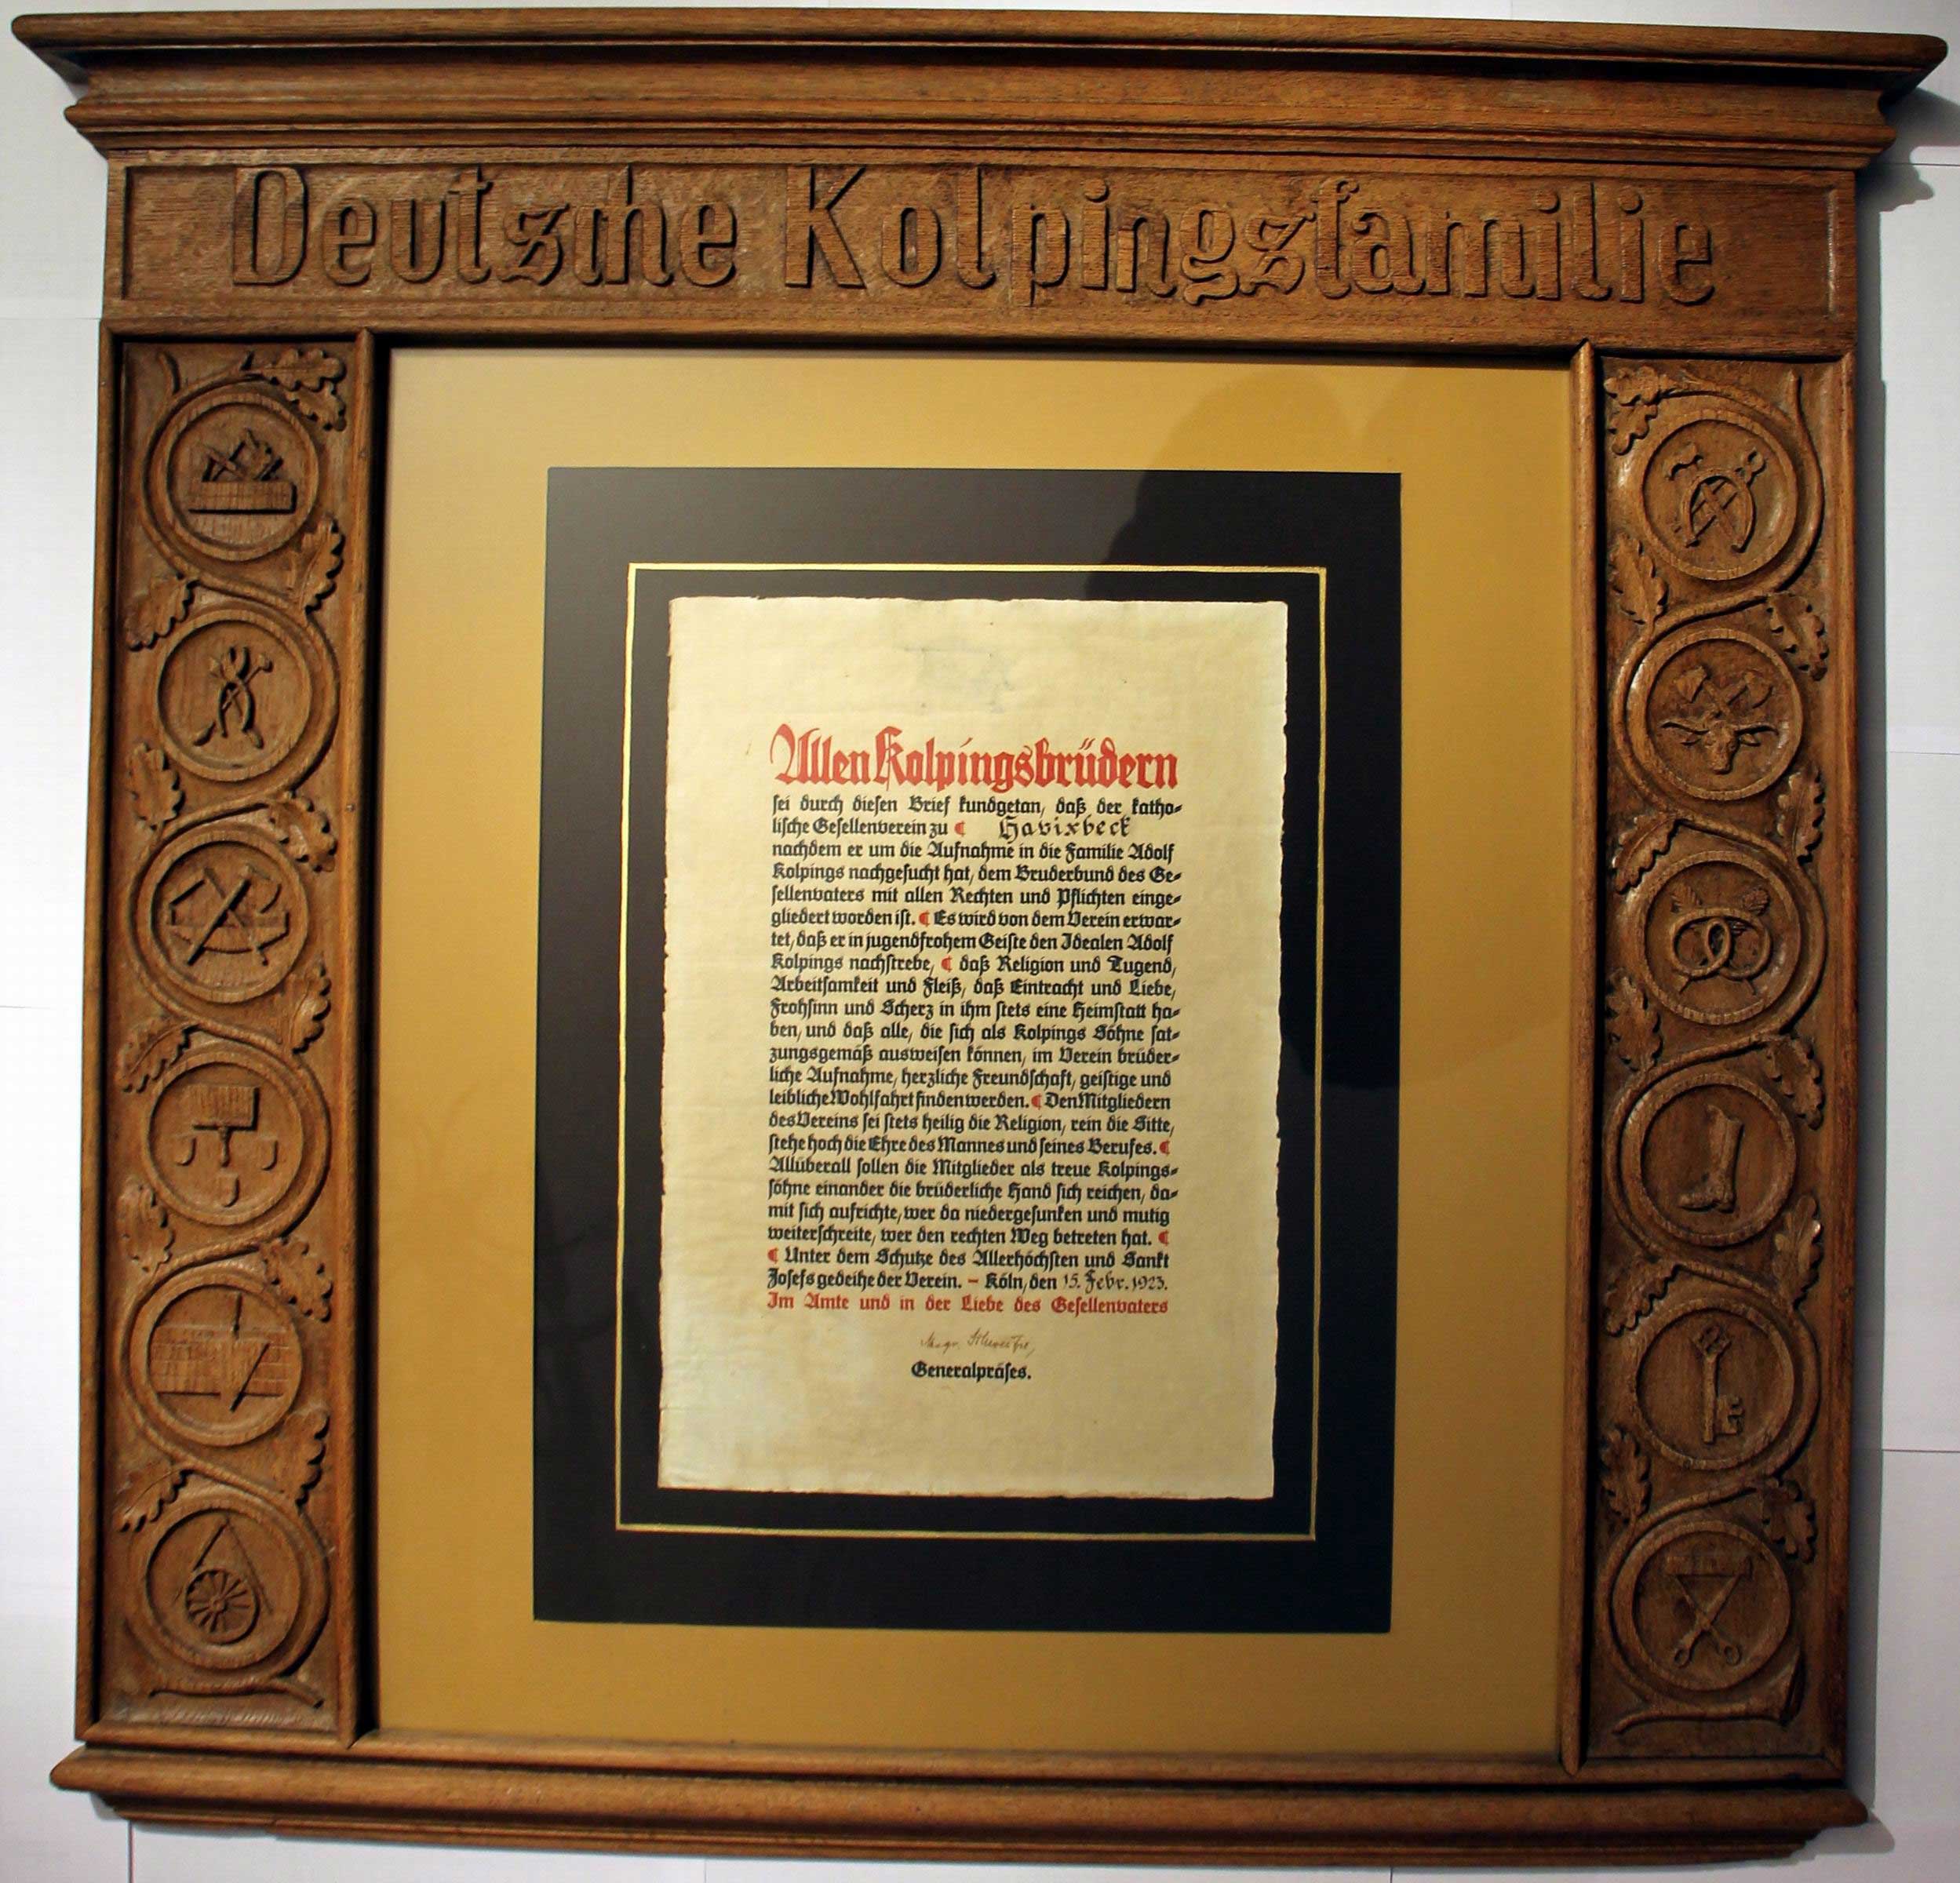 Deutsche Kolpingsfamilie
Allen Kolpingsbrüdern
sei durch diesen Brief kundgetan, daß der katho-
lische Gesellenverein zu Havixbeck
nachdem er um die Aufnahme in die Familie Adolf
Kolpings nachgesucht hat, dem Bruderbund des Ge-
sellenvaters mit allen Rechten und Pflichten einge-
gliedert worden ist. Es wird von dem Verein erwar-
tet, daß er in jugendfrohem Geiste den Idealen Adolf
Kolpings nachstrebe, daß Religion und Tugend,
Arbeitsamkeit und Fleiß, daß Eintracht und Liebe,
Frohsinn und Scherz in ihm stets eine Heimstatt ha-
ben, und daß alle, die sich als Kolpings Söhne sat-
zungsgemäß ausweisen können, im Verein brüder-
liche Aufnahme, herzliche Freundschaft, geistige und
leibliche Wohlfahrt finden werden. Den Mitgliedern
des Vereins sei stets heilig die Religion, rein die Sitte,
stehe hoch die Ehre des Mannes und seines Berufes.
Allüberall sollen die Mitglieder als treue Kolpings-
söhne einander die brüderliche Hand sich reichen, da-
mit sich aufrichte, wer da niedergesunken und mutig
weiterschreite, wer den rechten Weg betreten hat.
Unter dem Schutze des Allerhöchsten und Sankt
Josefs gedeihe der Verein. – Köln, den 15. Febr. 1923.
Im Amte und in der Liebe des Gesellenvaters
Generalpräses.